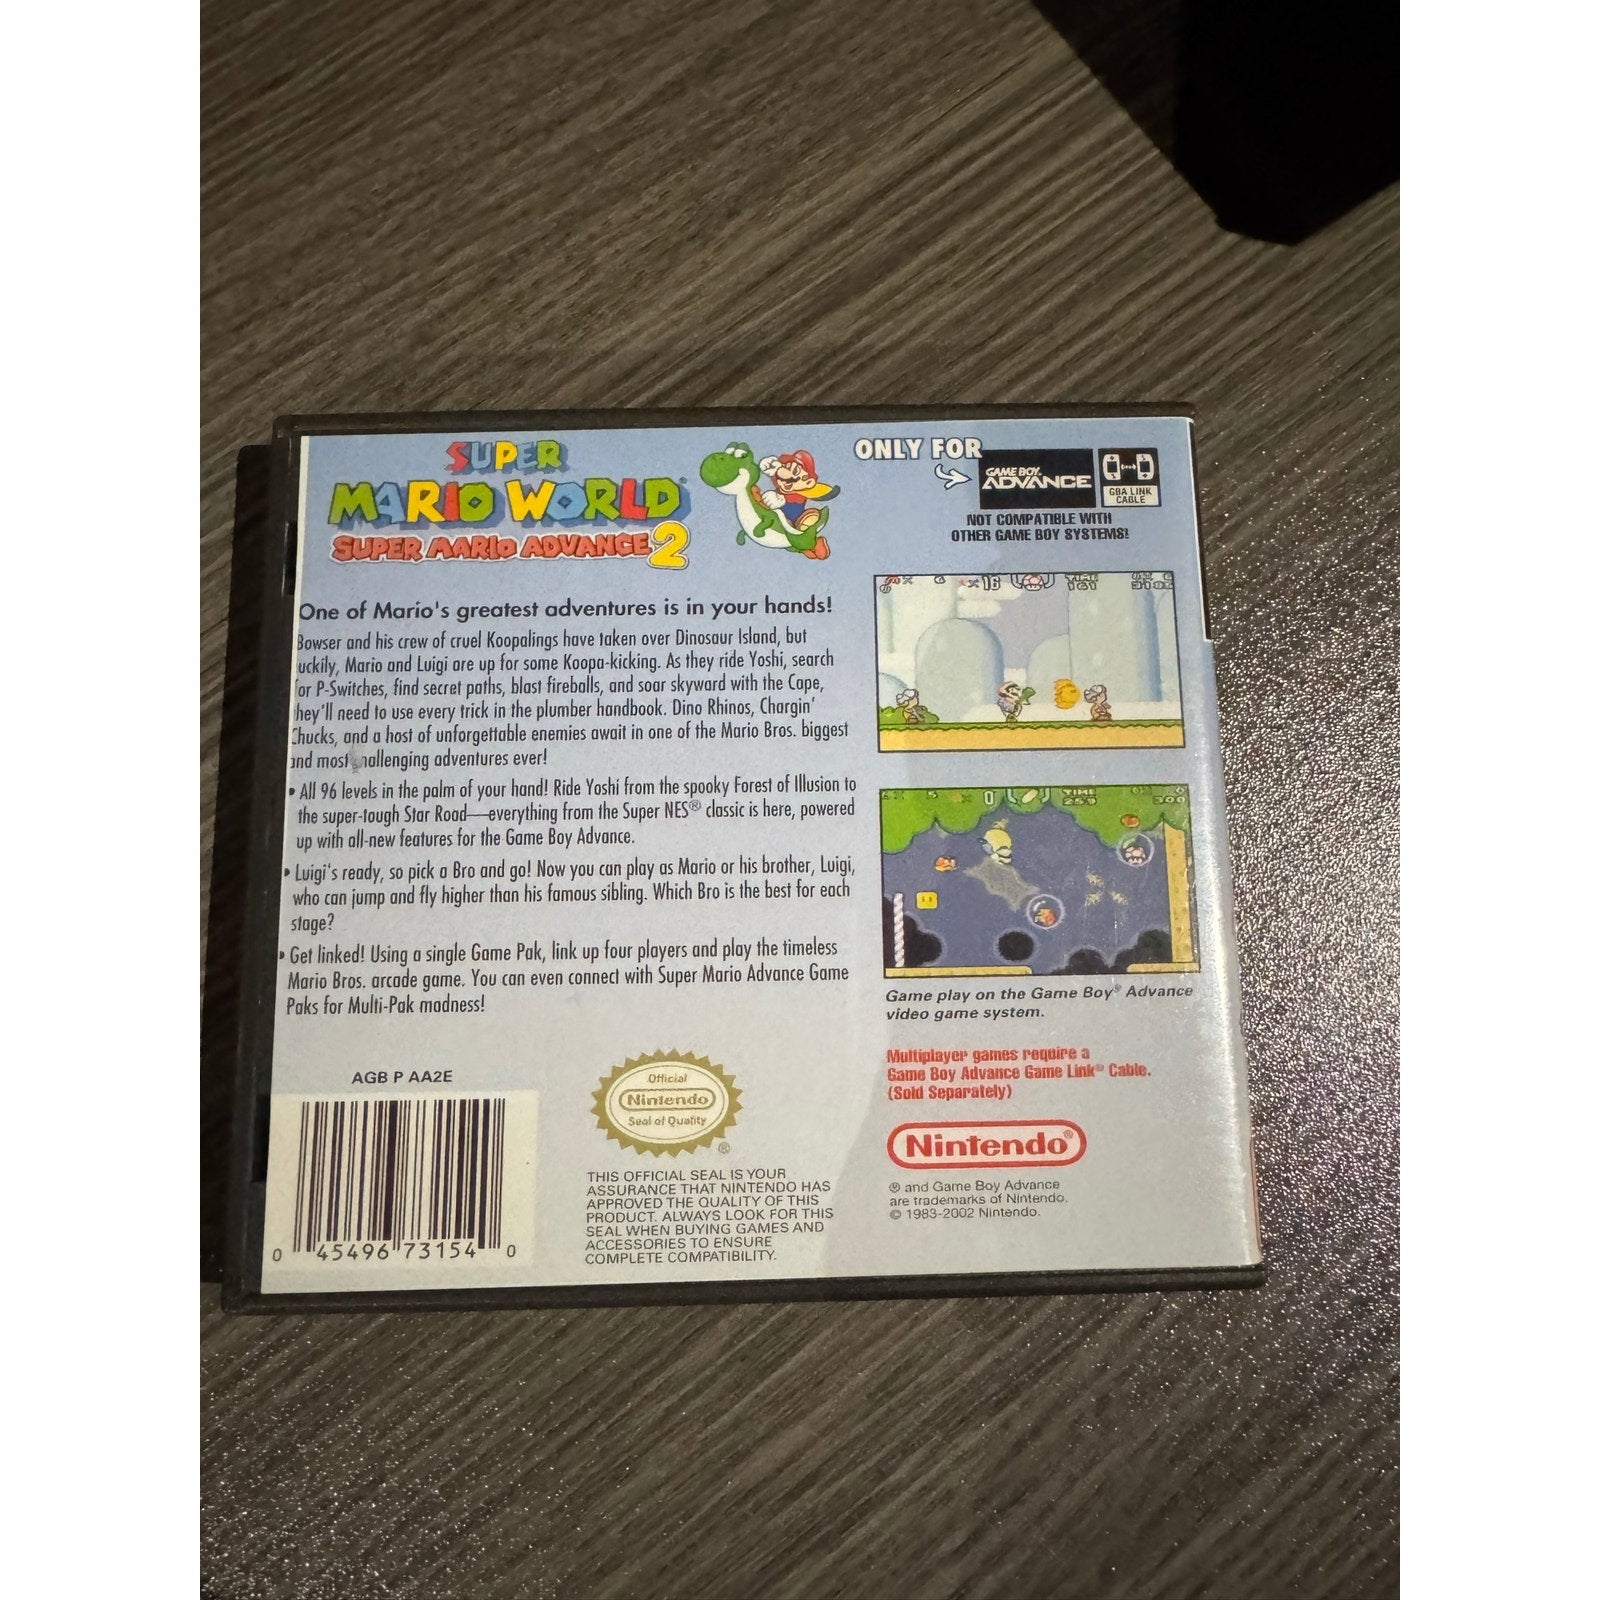 SUPER
MARIO WORLD
SUPER MARIO ADVANCE 2
ONLY FOR
GAME BOY
ADVANCE
GBA LINK
CABLE
NOT COMPATIBLE WITH
OTHER GAME BOY SYSTEMS!
One of Mario's greatest adventures is in your hands!
Bowser and his crew of cruel Koopalings have taken over Dinosaur Island, but
uckily, Mario and Luigi are up for some Koopa-kicking. As they ride Yoshi, search
or P-Switches, find secret paths, blast fireballs, and soar skyward with the Cape,
hey'll need to use every trick in the plumber handbook. Dino Rhinos, Chargin'
Chucks, and a host of unforgettable enemies await in one of the Mario Bros. biggest
and most hallenging adventures ever!
• All 96 levels in the palm of your hand! Ride Yoshi from the spooky Forest of Illusion to
the super-tough Star Road—everything from the Super NES® classic is here, powered
up with all-new features for the Game Boy Advance.
• Luigi's ready, so pick a Bro and go! Now you can play as Mario or his brother, Luigi,
who can jump and fly higher than his famous sibling. Which Bro is the best for each
stage?
• Get linked! Using a single Game Pak, link up four players and play the timeless
Mario Bros. arcade game. You can even connect with Super Mario Advance Game
Paks for Multi-Pak madness!
16
TIME
0
TIME
259
Game play on the Game Boy® Advance
video game system.
Multiplayer games require a
Game Boy Advance Game Link® Cable.
(Sold Separately)
Nintendo®
® and Game Boy Advance
are trademarks of Nintendo.
© 1983-2002 Nintendo.
AGB P AA2E
0 45496 73154 0
Official
Nintendo
Seal of Quality
®
THIS OFFICIAL SEAL IS YOUR
ASSURANCE THAT NINTENDO HAS
APPROVED THE QUALITY OF THIS
PRODUCT. ALWAYS LOOK FOR THIS
SEAL WHEN BUYING GAMES AND
ACCESSORIES TO ENSURE
COMPLETE COMPATIBILITY.